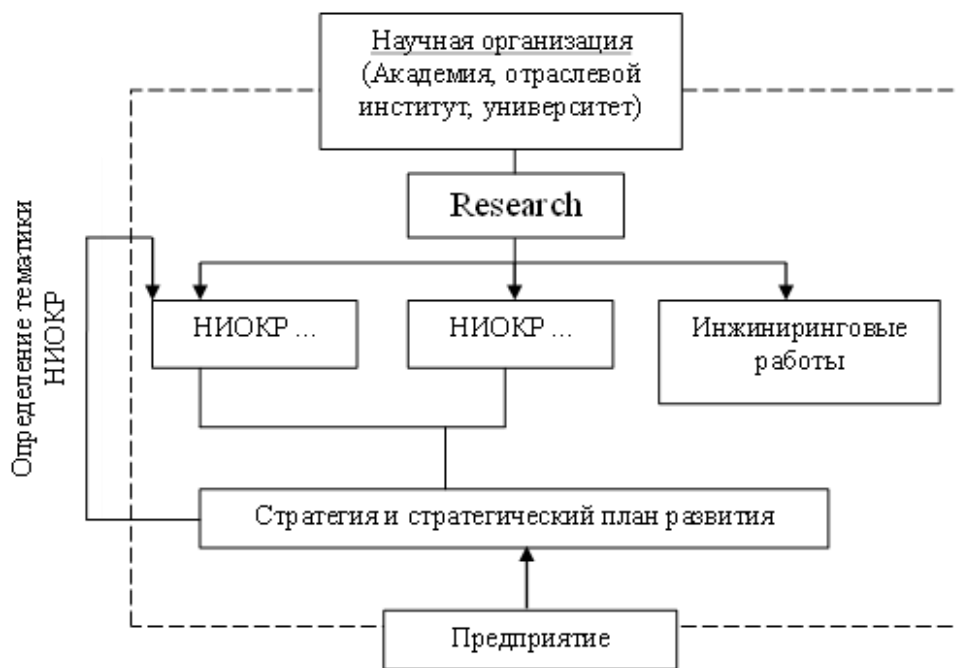 Научная организация
(Академия, отраслевой
институт, университет)
Research
Определение тематики
НИОКР
НИОКР ...
НИОКР ...
Инжиниринговые
работы
Стратегия и стратегический план развития
Предприятие